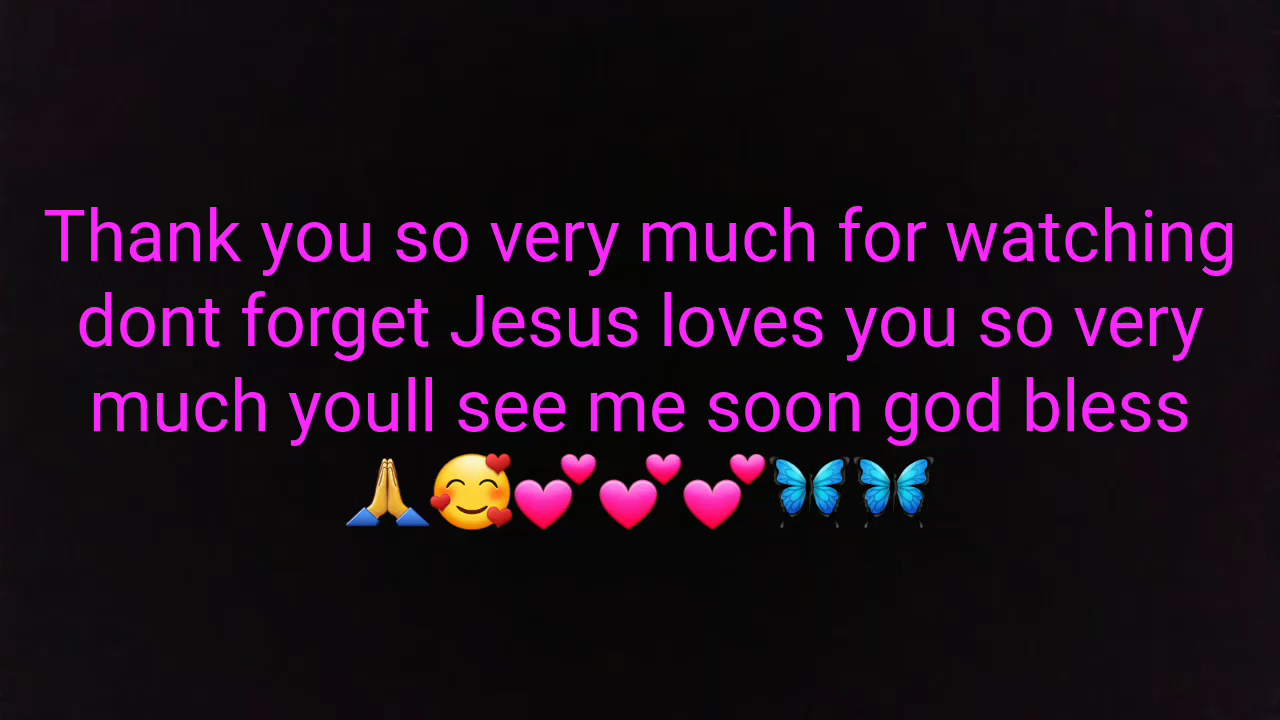 Thank you so very much for watching
dont forget Jesus loves you so very
much youll see me soon god bless
🙏🥰💕💕💕🦋🦋